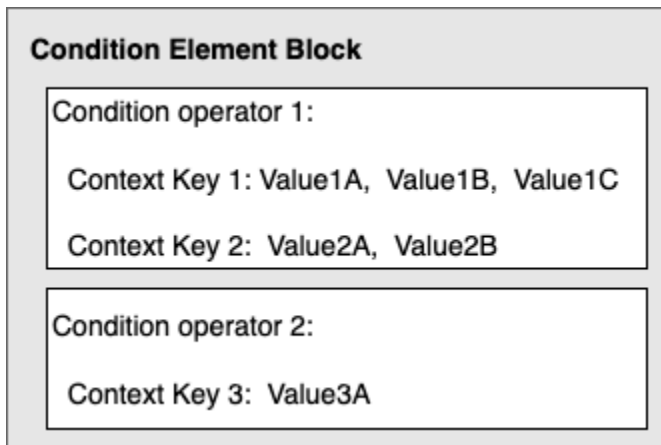 Condition Element Block
Condition operator 1:
Context Key 1: Value1A, Value1B, Value1C
Context Key 2: Value2A, Value2B
Condition operator 2:
Context Key 3: Value3A